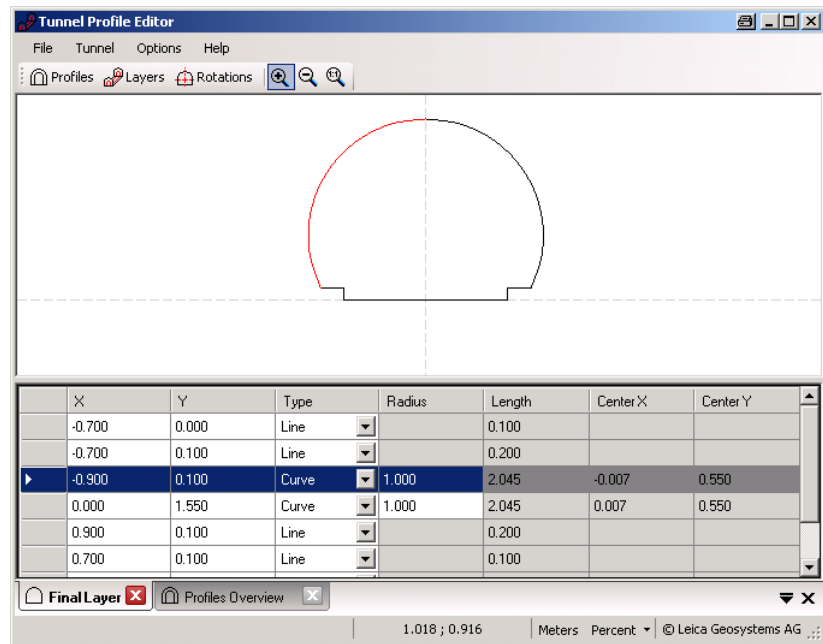 Tunnel Profile Editor
File Tunnel Options Help
Profiles Layers Rotations 1:1
X Y Type Radius Length Center X Center Y
-0.700 0.000 Line 0.100
-0.700 0.100 Line 0.200
-0.900 0.100 Curve 1.000 2.045 -0.007 0.550
0.000 1.550 Curve 1.000 2.045 0.007 0.550
0.900 0.100 Line 0.200
0.700 0.100 Line 0.100
Final Layer Profiles Overview
1.018 ; 0.916 Meters Percent © Leica Geosystems AG